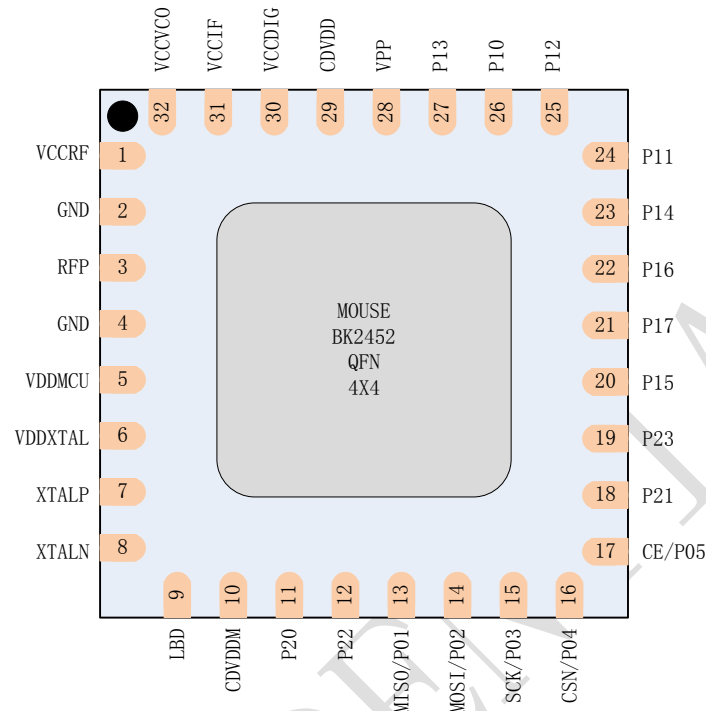 VCCVCO
VCCIF
VCCDIG
CDVDD
VPP
P13
P10
P12
32
31
30
29
28
27
26
25
VCCRF 1
24 P11
GND 2
23 P14
RFP 3
22 P16
GND 4
21 P17
VDDMCU 5
20 P15
VDDXTAL 6
19 P23
XTALP 7
18 P21
XTALN 8
17 CE/P05
MOUSE
BK2452
QFN
4X4
9
10
11
12
13
14
15
16
LBD
CDVDDM
P20
P22
MISO/P01
MOSI/P02
SCK/P03
CSN/P04